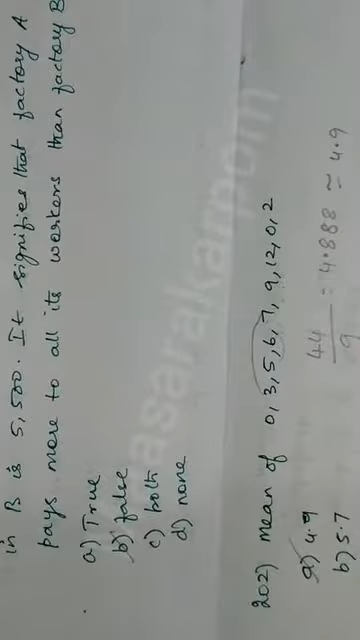 in B is 5,500. It signifies that factory A
pays more to all its workers than factory B
a) True
b) false
c) both
d) none
202) mean of 0, 3, 5, 6, 7, 9, 12, 0, 2
a) 4.9
b) 5.7
44/9 = 4.888 ≈ 4.9
asarakarpom